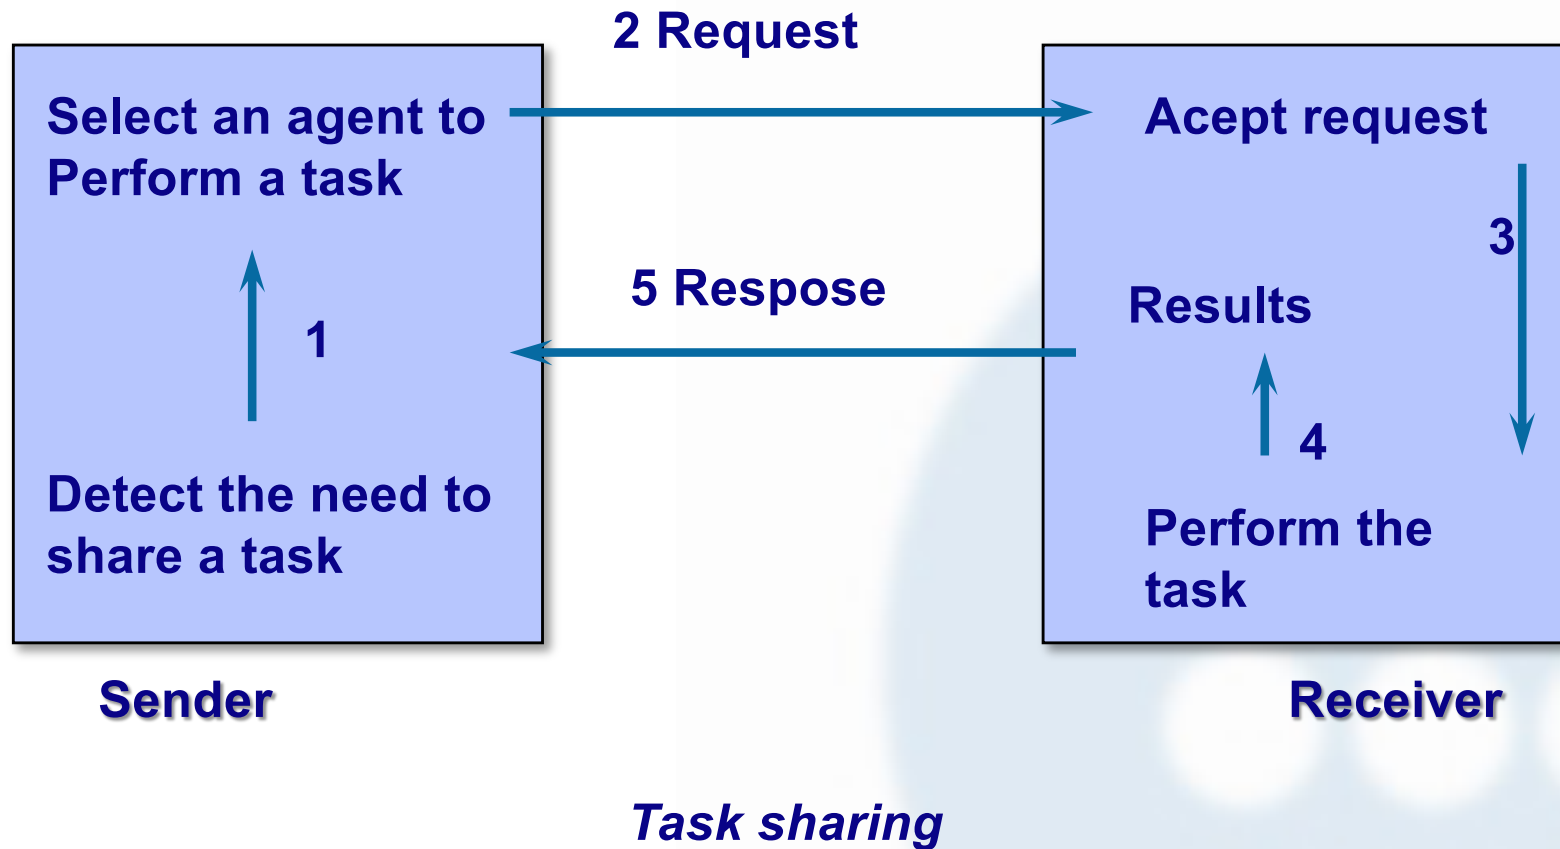 2 Request
Select an agent to
Perform a task
1
Detect the need to
share a task
Sender
5 Respose
Acept request
3
Results
4
Perform the
task
Receiver
Task sharing